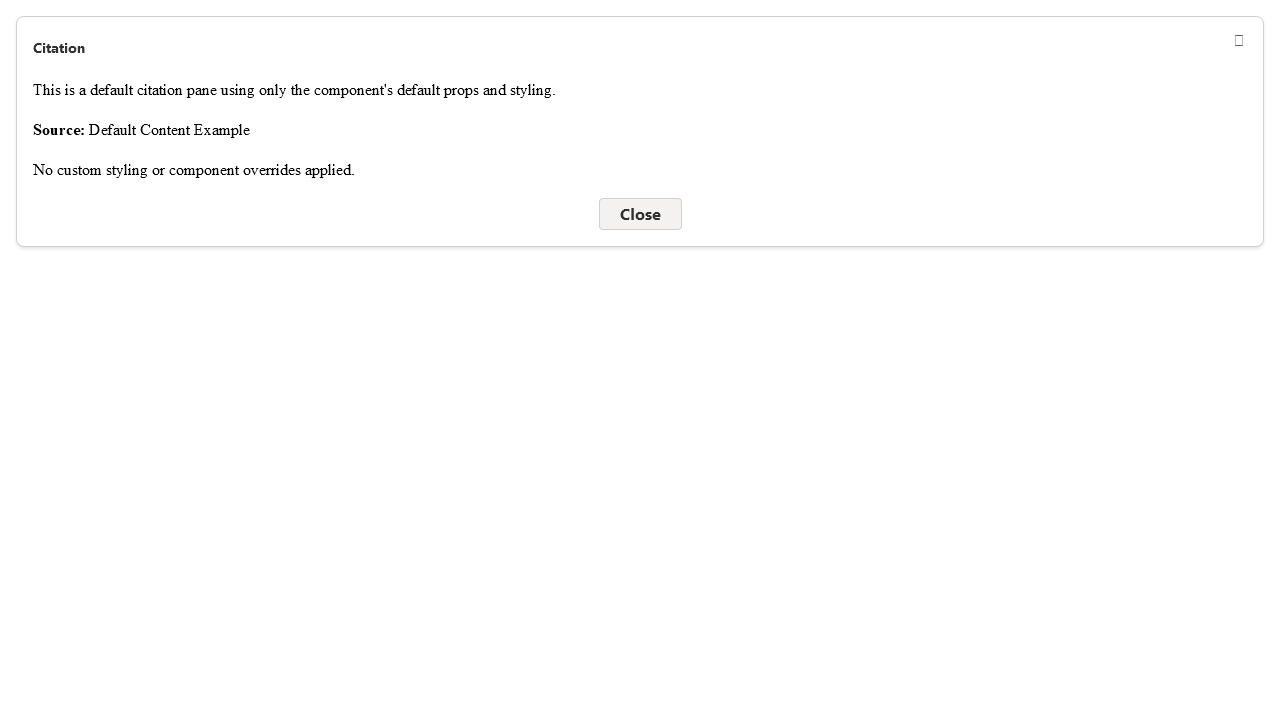 Citation
This is a default citation pane using only the component's default props and styling.
Source: Default Content Example
No custom styling or component overrides applied.
Close